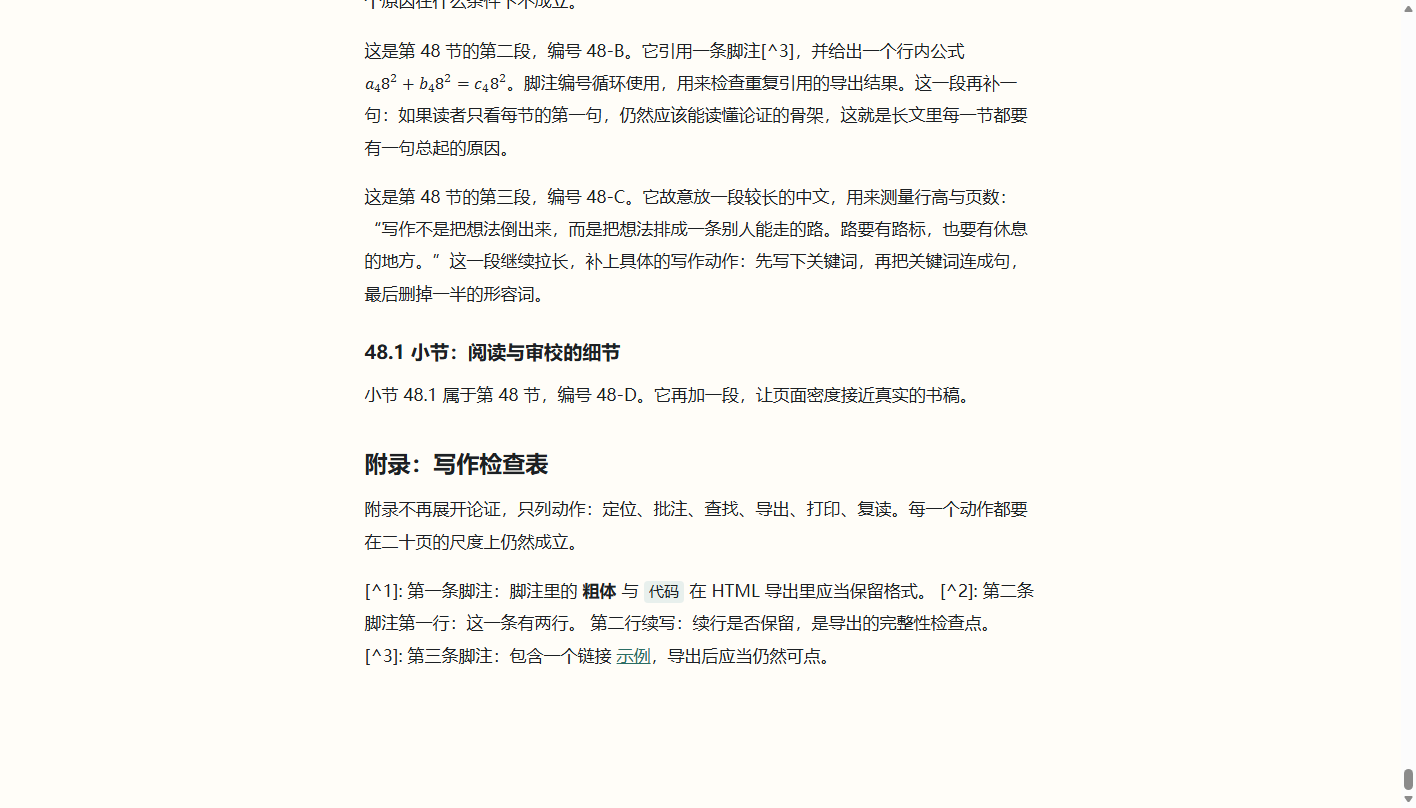 个原因在什么条件下不成立。
这是第 48 节的第二段，编号 48-B。它引用一条脚注[^3]，并给出一个行内公式
a₄8² + b₄8² = c₄8²。脚注编号循环使用，用来检查重复引用的导出结果。这一段再补一
句：如果读者只看每节的第一句，仍然应该能读懂论证的骨架，这就是长文里每一节都要
有一句总起的原因。
这是第 48 节的第三段，编号 48-C。它故意放一段较长的中文，用来测量行高与页数：
“写作不是把想法倒出来，而是把想法排成一条别人能走的路。路要有路标，也要有休息
的地方。”这一段继续拉长，补上具体的写作动作：先写下关键词，再把关键词连成句，
最后删掉一半的形容词。
48.1 小节：阅读与审校的细节
小节 48.1 属于第 48 节，编号 48-D。它再加一段，让页面密度接近真实的书稿。
附录：写作检查表
附录不再展开论证，只列动作：定位、批注、查找、导出、打印、复读。每一个动作都要
在二十页的尺度上仍然成立。
[^1]: 第一条脚注：脚注里的 粗体 与 代码 在 HTML 导出里应当保留格式。 [^2]: 第二条
脚注第一行：这一条有两行。 第二行续写：续行是否保留，是导出的完整性检查点。
[^3]: 第三条脚注：包含一个链接 示例，导出后应当仍然可点。